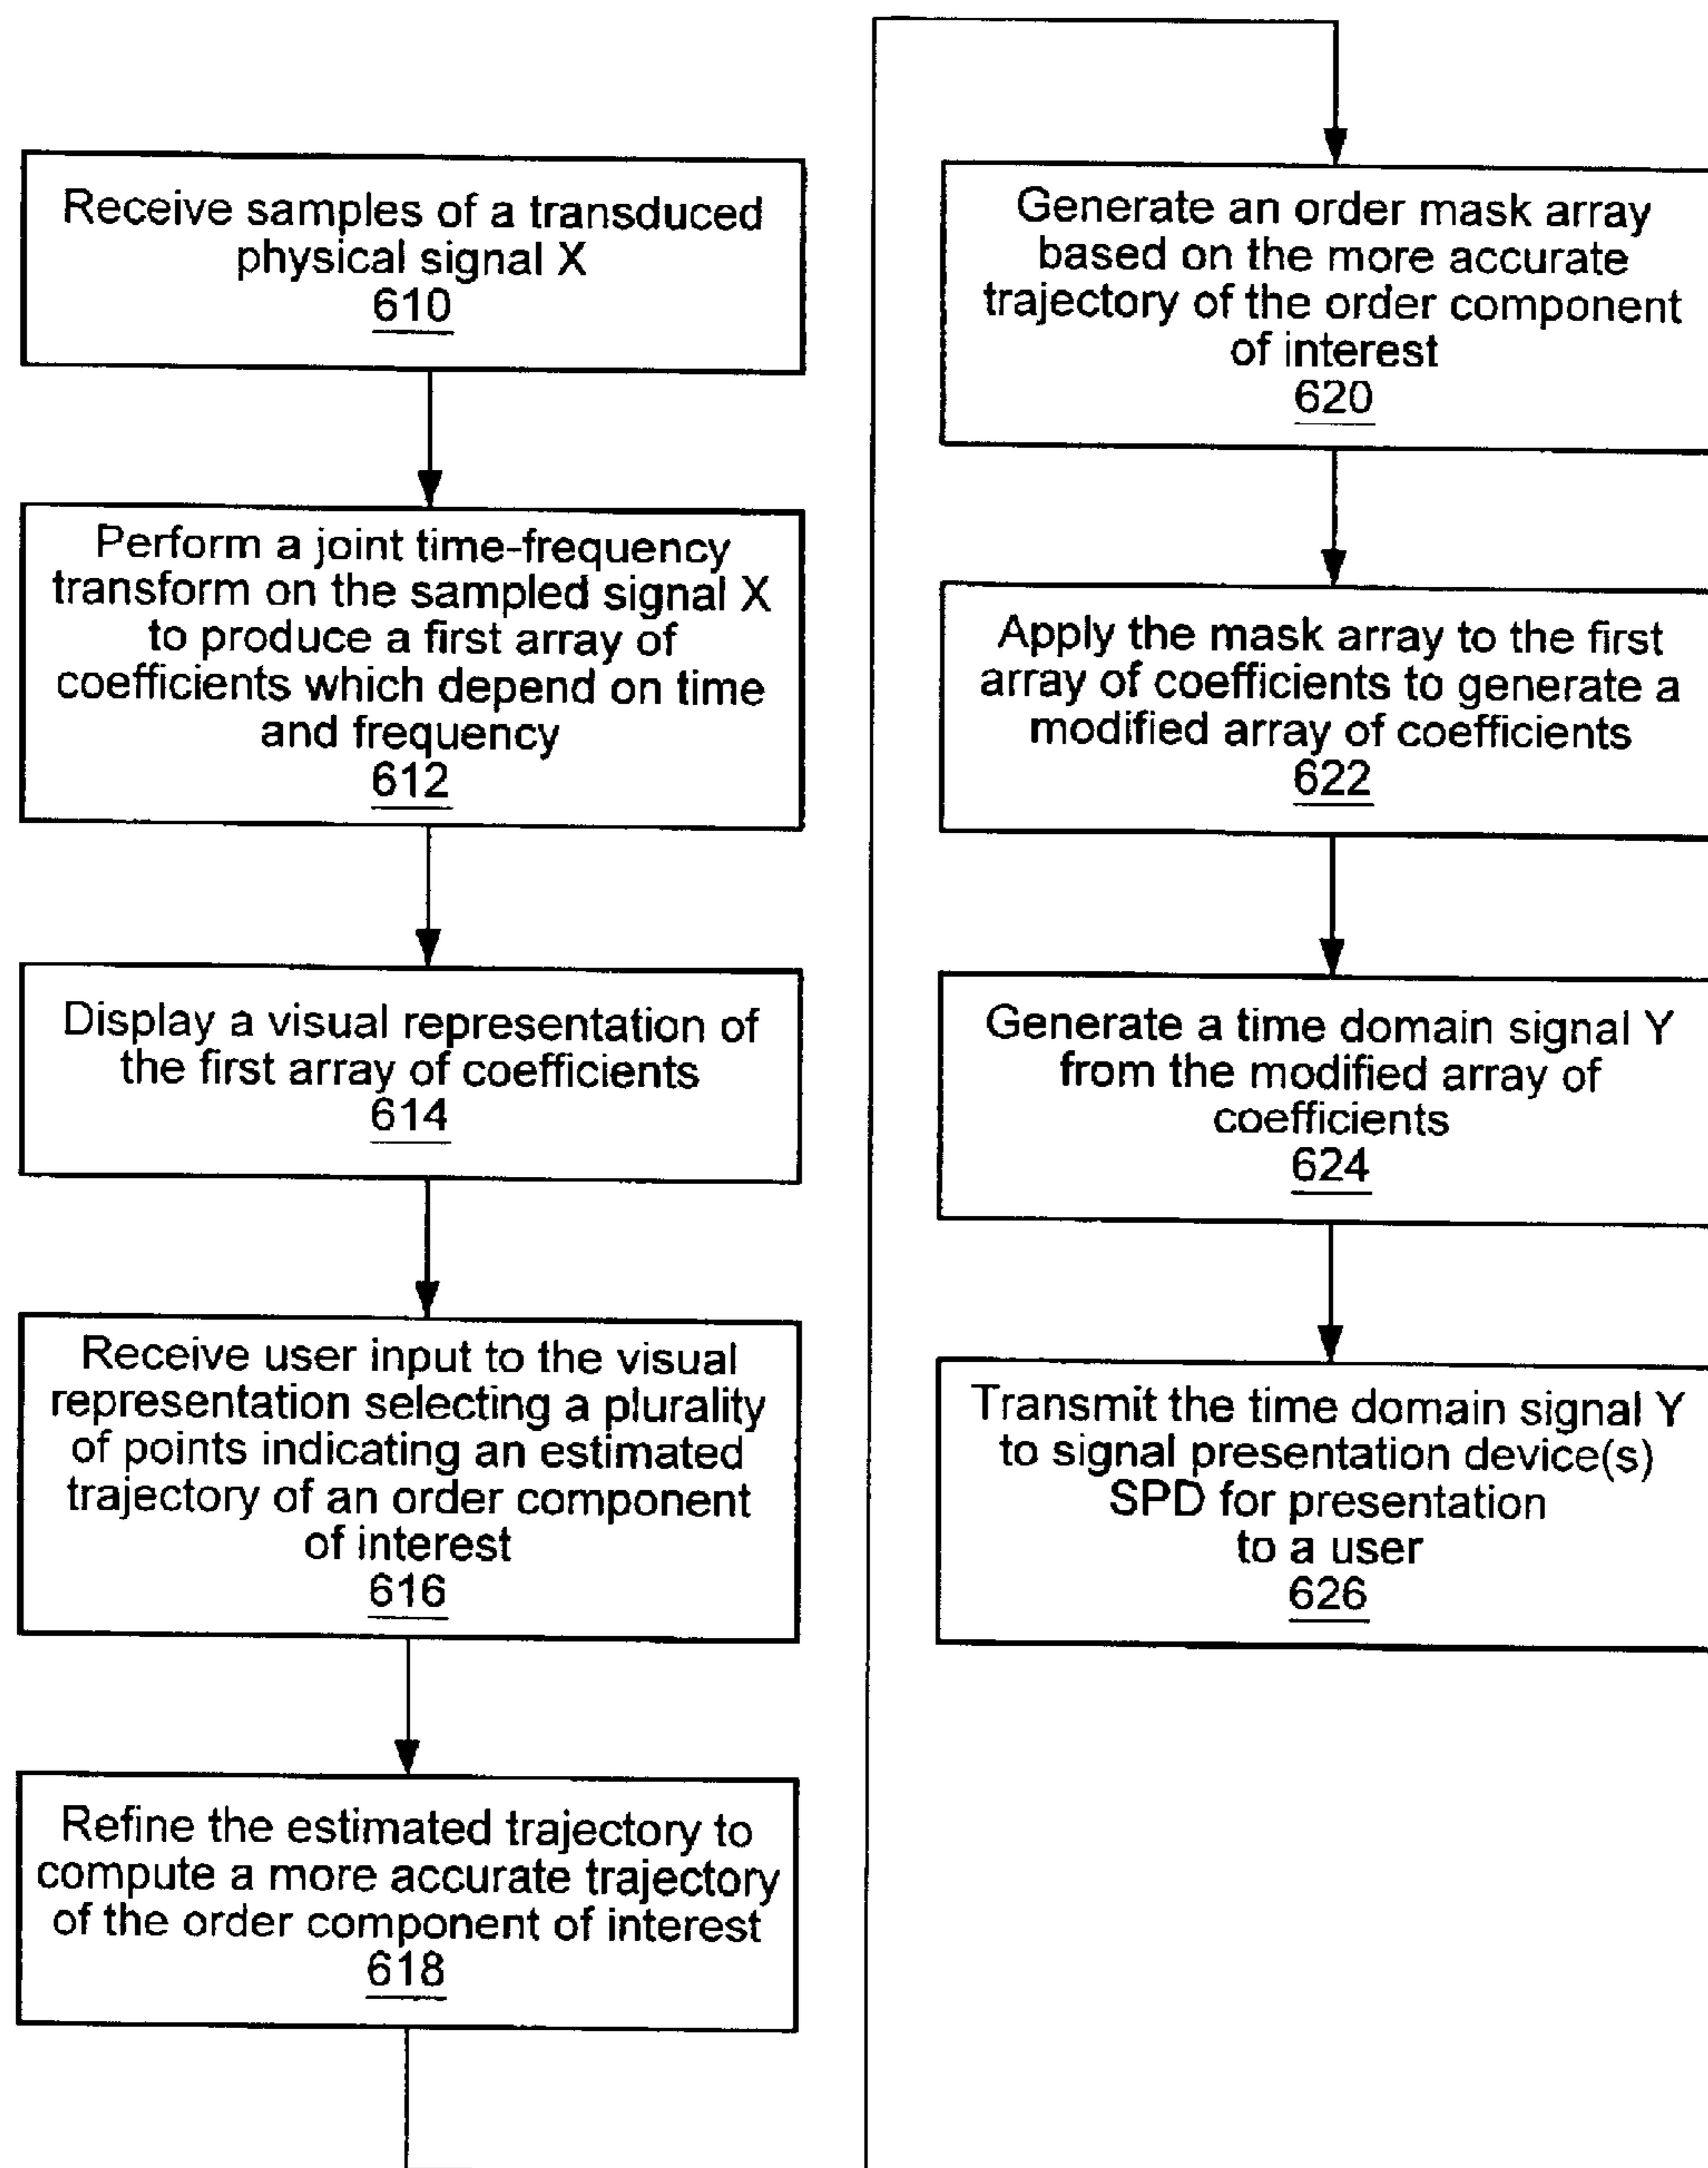 Receive samples of a transduced
physical signal X
610
Perform a joint time-frequency
transform on the sampled signal X
to produce a first array of
coefficients which depend on time
and frequency
612
Display a visual representation of
the first array of coefficients
614
Receive user input to the visual
representation selecting a plurality
of points indicating an estimated
trajectory of an order component
of interest
616
Refine the estimated trajectory to
compute a more accurate trajectory
of the order component of interest
618
Generate an order mask array
based on the more accurate
trajectory of the order component
of interest
620
Apply the mask array to the first
array of coefficients to generate a
modified array of coefficients
622
Generate a time domain signal Y
from the modified array of
coefficients
624
Transmit the time domain signal Y
to signal presentation device(s)
SPD for presentation
to a user
626